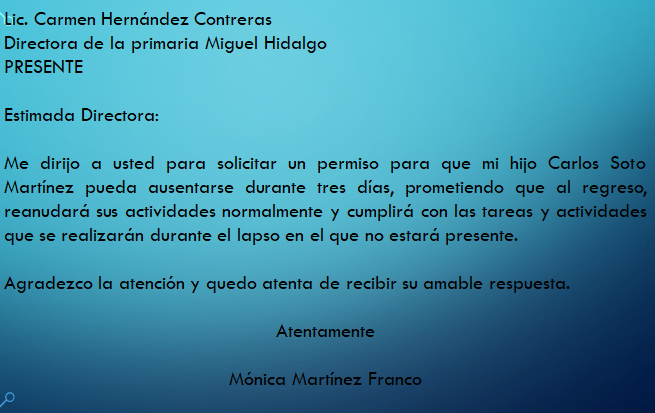 Lic. Carmen Hernández Contreras
Directora de la primaria Miguel Hidalgo
PRESENTE
Estimada Directora:
Me dirijo a usted para solicitar un permiso para que mi hijo Carlos Soto
Martínez pueda ausentarse durante tres días, prometiendo que al regreso,
reanudará sus actividades normalmente y cumplirá con las tareas y actividades
que se realizarán durante el lapso en el que no estará presente.
Agradezco la atención y quedo atenta de recibir su amable respuesta.
Atentamente
Mónica Martínez Franco